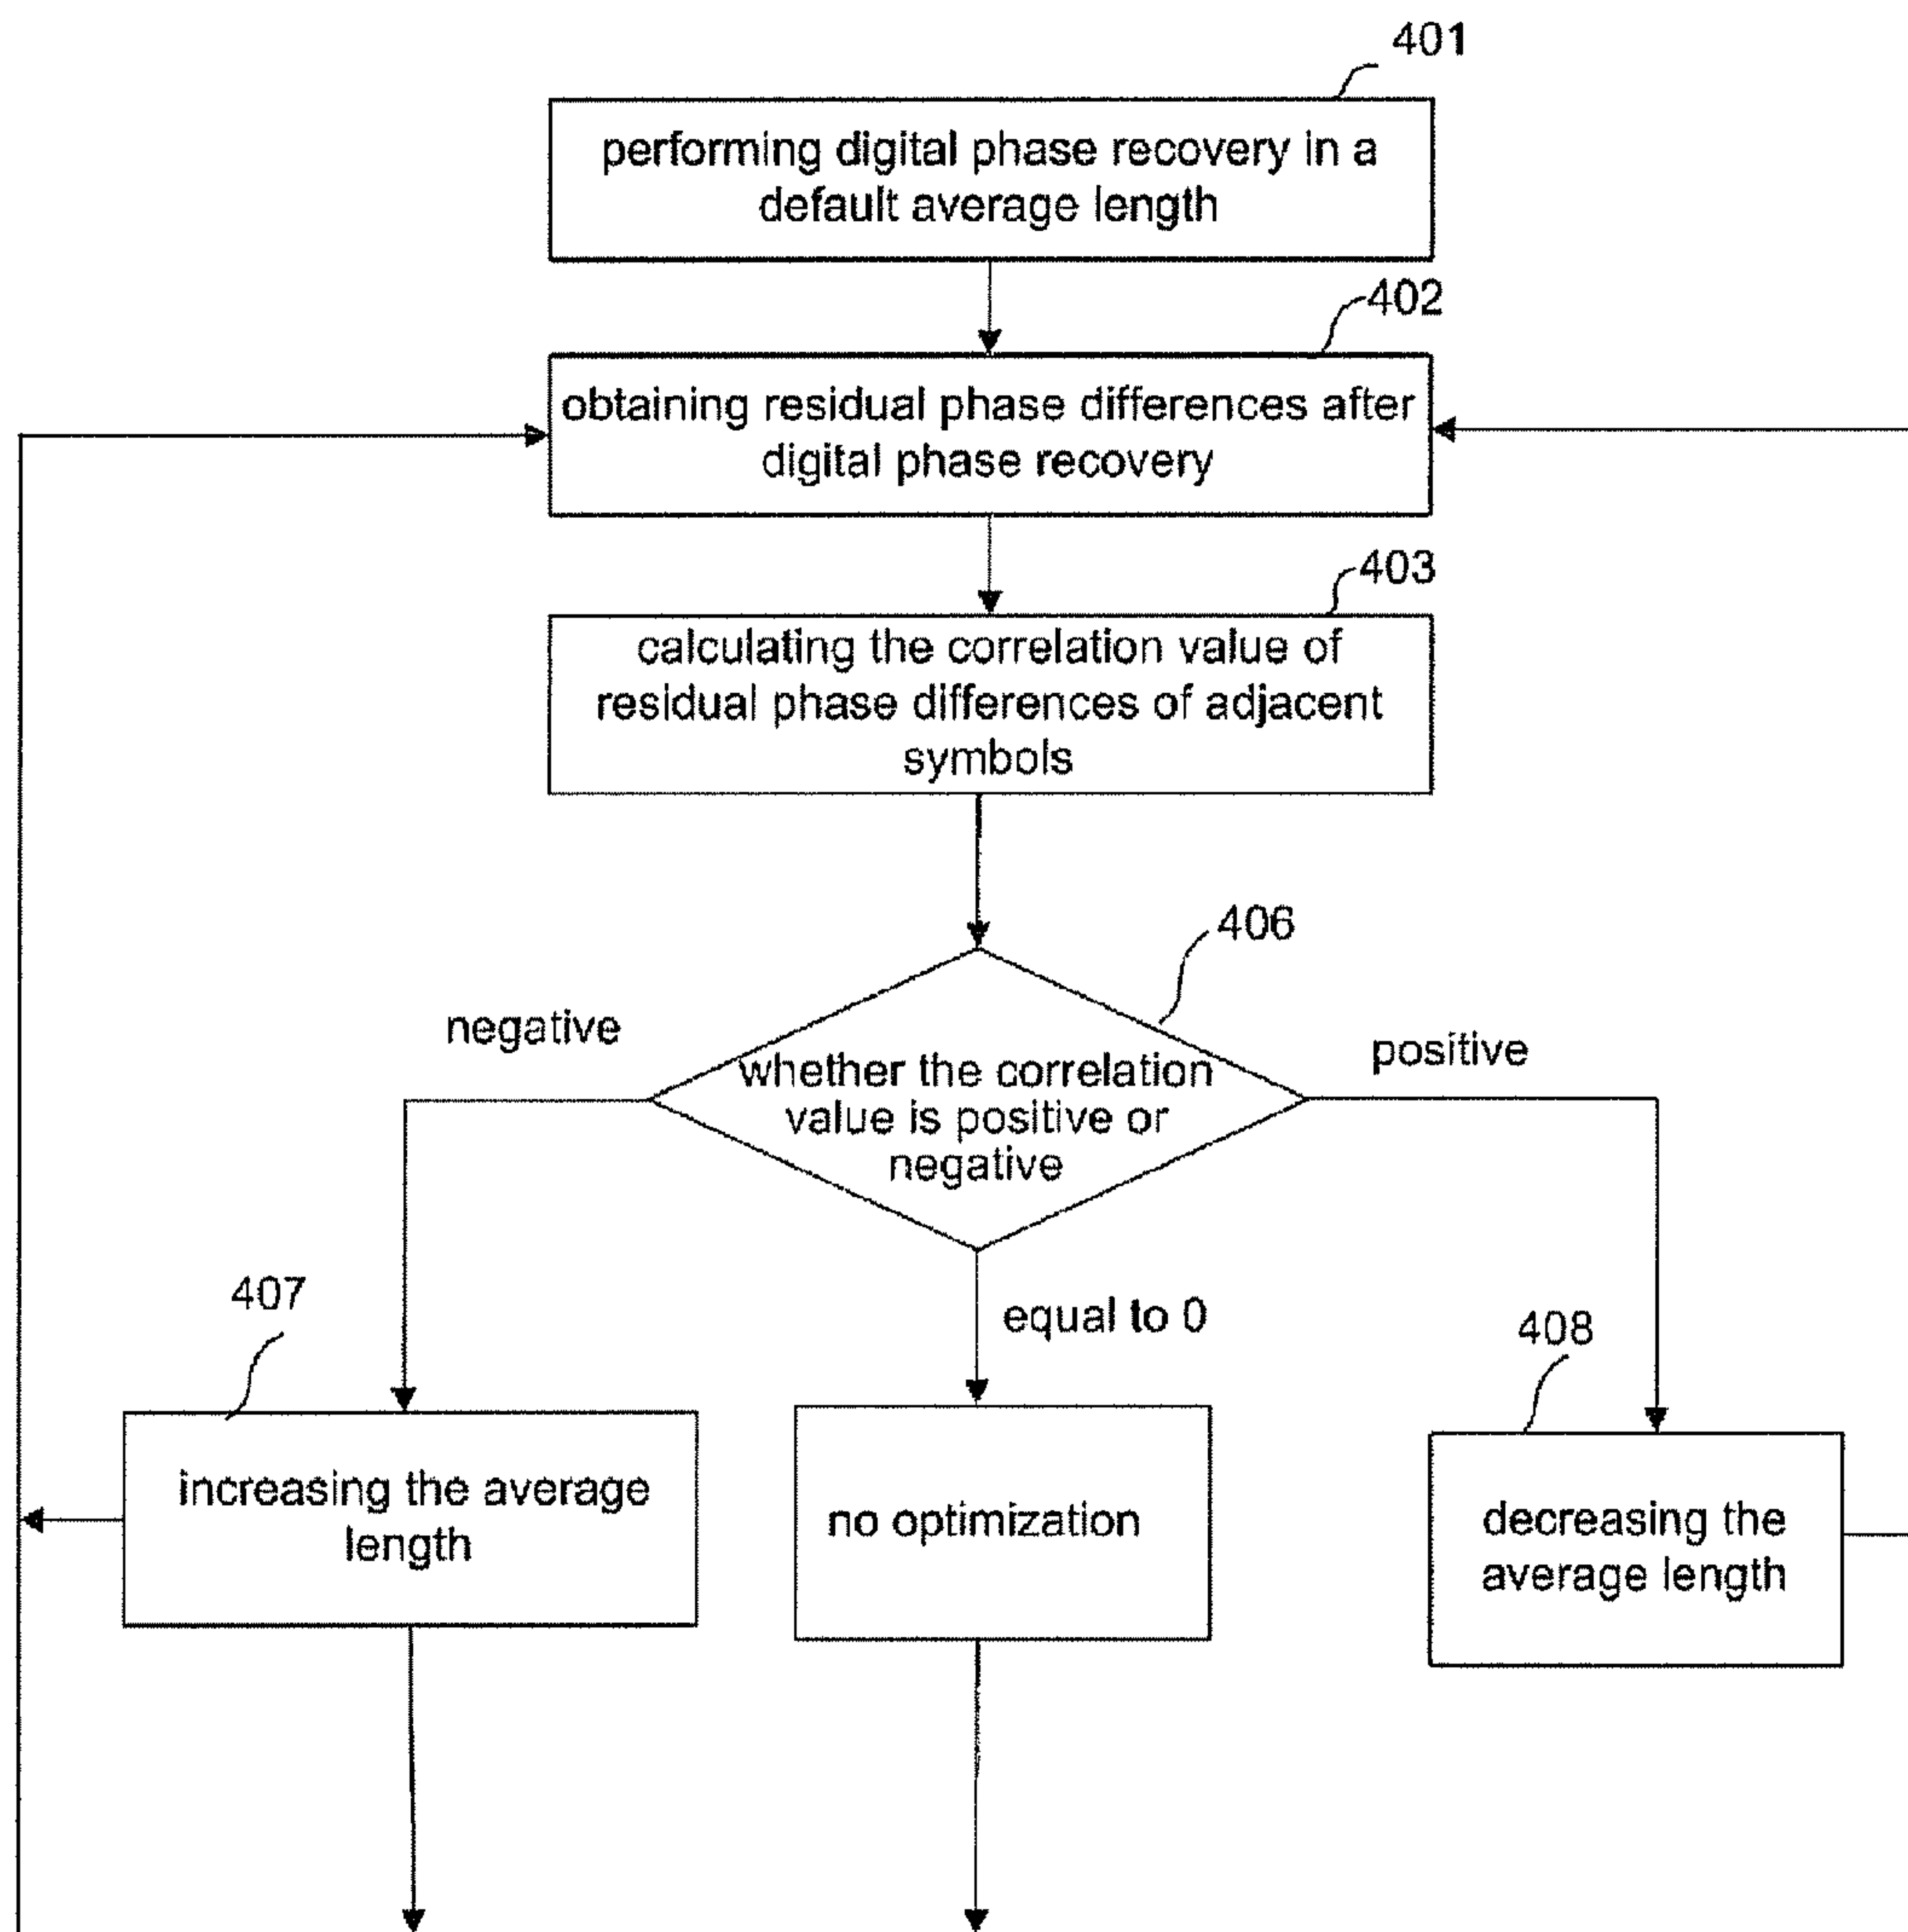 401
performing digital phase recovery in a
default average length
402
obtaining residual phase differences after
digital phase recovery
403
calculating the correlation value of
residual phase differences of adjacent
symbols
406
negative
positive
whether the correlation
value is positive or
negative
407
equal to 0
408
increasing the average
length
no optimization
decreasing the
average length